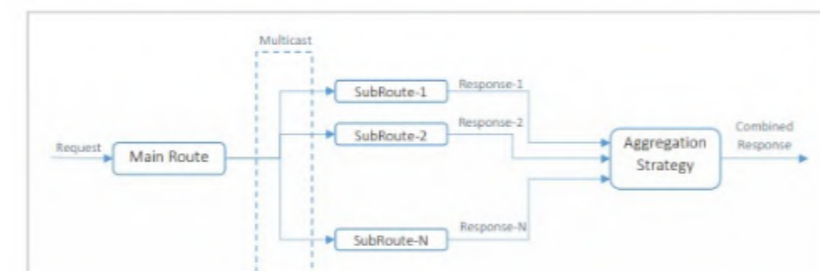 Multicast
Request
Main Route
SubRoute-1
Response-1
SubRoute-2
Response-2
SubRoute-N
Response-N
Aggregation
Strategy
Combined
Response